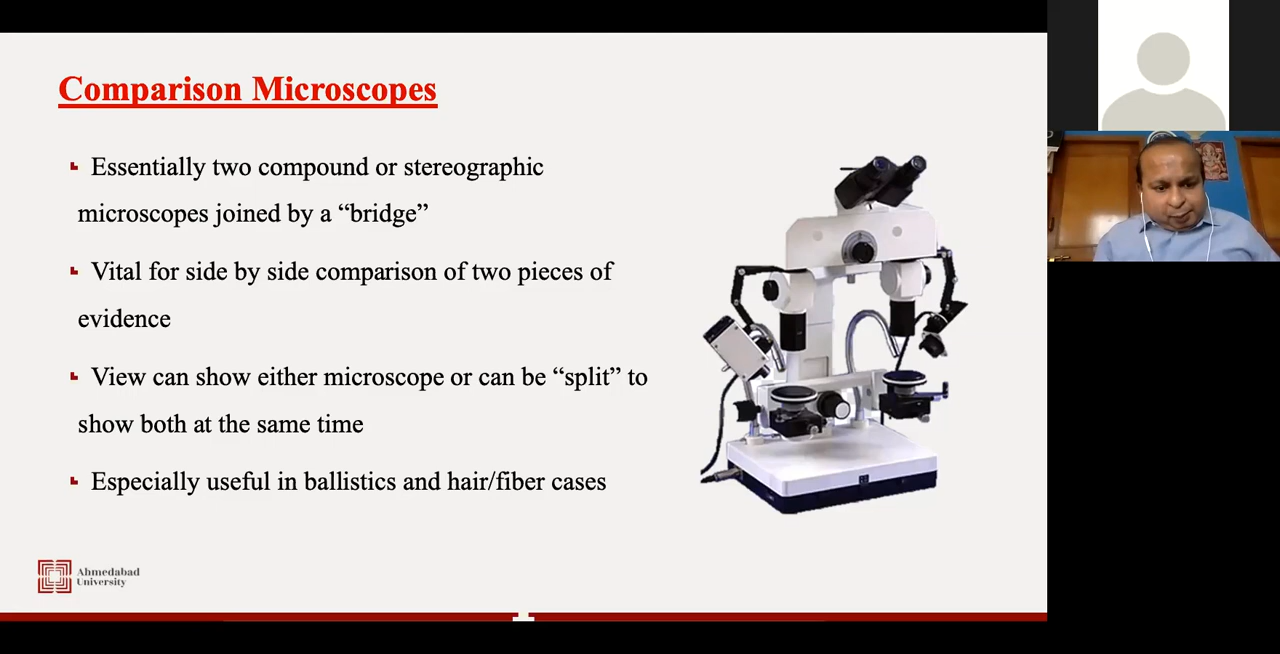 Comparison Microscopes
Essentially two compound or stereographic
microscopes joined by a “bridge”
Vital for side by side comparison of two pieces of
evidence
View can show either microscope or can be “split” to
show both at the same time
Especially useful in ballistics and hair/fiber cases
Ahmedabad
University